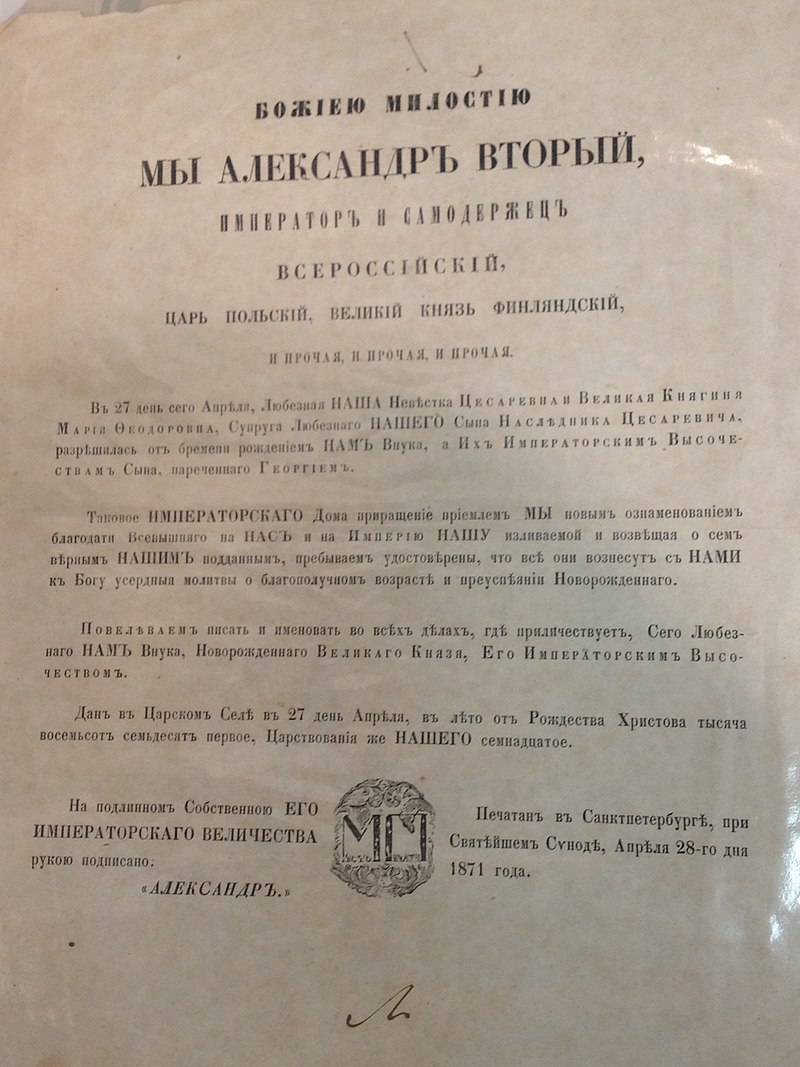 БОЖІЕЮ МИЛОСТІЮ
МЫ АЛЕКСАНДРЪ ВТОРЫЙ,
ИМПЕРАТОРЪ И САМОДЕРЖЕЦЪ
ВСЕРОССІЙСКІЙ,
ЦАРЬ ПОЛЬСКІЙ, ВЕЛИКІЙ КНЯЗЬ ФИНЛЯНДСКІЙ,
И ПРОЧАЯ, И ПРОЧАЯ, И ПРОЧАЯ.
Въ 27 день сего Апрѣля, Любезная НАША Невѣстка Цесаревна и Великая Княгиня
Марія Ѳеодоровна, Супруга Любезнаго НАШЕГО Сына Наслѣдника Цесаревича,
разрѣшилась отъ бремени рожденіемъ НАМЪ Внука, а Ихъ Императорскимъ Высоче-
ствамъ Сына, нареченнаго Георгіемъ.
Таковое ИМПЕРАТОРСКАГО Дома приращеніе пріемлемъ МЫ новымъ ознаменованіемъ
благодати Всевышняго на НАСЪ и на Имперію НАШУ изливаемой и возвѣщая о семъ
вѣрнымъ НАШИМЪ подданнымъ, пребываемъ удостовѣрены, что всѣ они вознесутъ съ НАМИ
къ Богу усердныя молитвы о благополучномъ возрастѣ и преуспѣяніи Новорожденнаго.
Повелѣваемъ писать и именовать во всѣхъ дѣлахъ, гдѣ приличествуетъ, Сего Любез-
наго НАМЪ Внука, Новорожденнаго Великаго Князя, Его Императорскимъ Высо-
чествомъ.
Данъ въ Царскомъ Селѣ въ 27 день Апрѣля, въ лѣто отъ Рождества Христова тысяча
восемьсотъ семьдесятъ первое, Царствованія же НАШЕГО семнадцатое.
На подлинномъ Собственною ЕГО
ИМПЕРАТОРСКАГО ВЕЛИЧЕСТВА
рукою подписано:
«АЛЕКСАНДРЪ.»
МП
Печатанъ въ Санктпетербургѣ, при
Святѣйшемъ Сѵнодѣ, Апрѣля 28-го дня
1871 года.